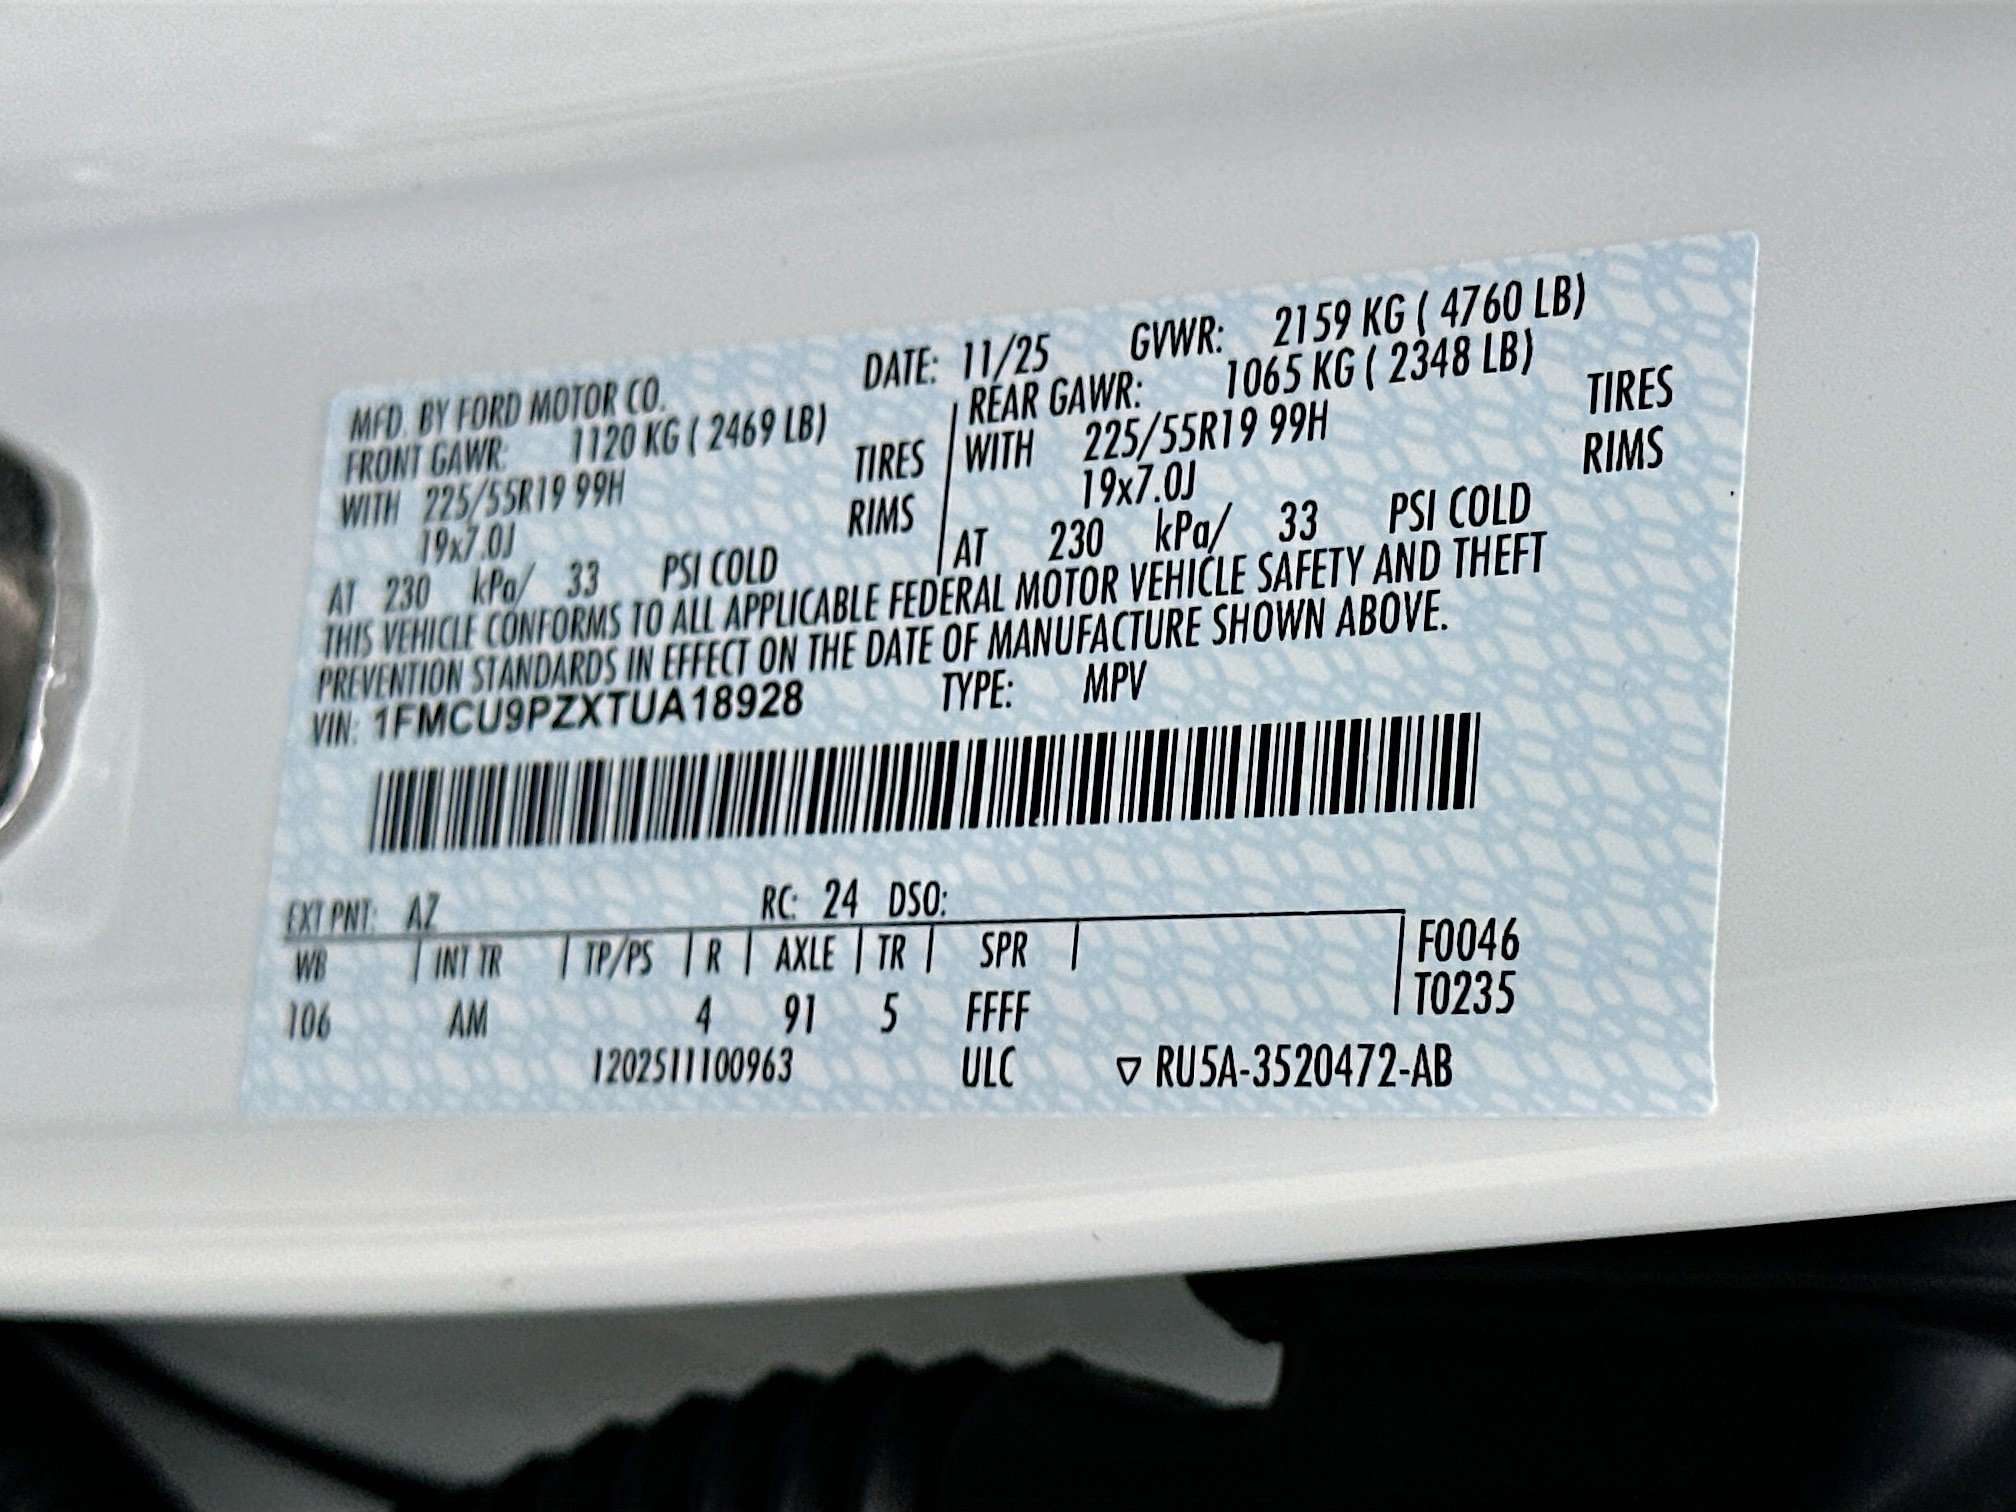 MFD. BY FORD MOTOR CO. DATE: 11/25 GVWR: 2159 KG ( 4760 LB)
FRONT GAWR: 1120 KG ( 2469 LB) REAR GAWR: 1065 KG ( 2348 LB)
WITH 225/55R19 99H TIRES WITH 225/55R19 99H TIRES
19x7.0J RIMS 19x7.0J RIMS
AT 230 kPa/ 33 PSI COLD AT 230 kPa/ 33 PSI COLD
THIS VEHICLE CONFORMS TO ALL APPLICABLE FEDERAL MOTOR VEHICLE SAFETY AND THEFT
PREVENTION STANDARDS IN EFFECT ON THE DATE OF MANUFACTURE SHOWN ABOVE.
VIN: 1FMCU9PZXTUA18928 TYPE: MPV
EXT PNT: AZ RC: 24 DSO:
WB INT TR TP/PS R AXLE TR SPR F0046
T0235
106 AM 4 91 5 FFFF
1202511100963 ULC ▽ RU5A-3520472-AB